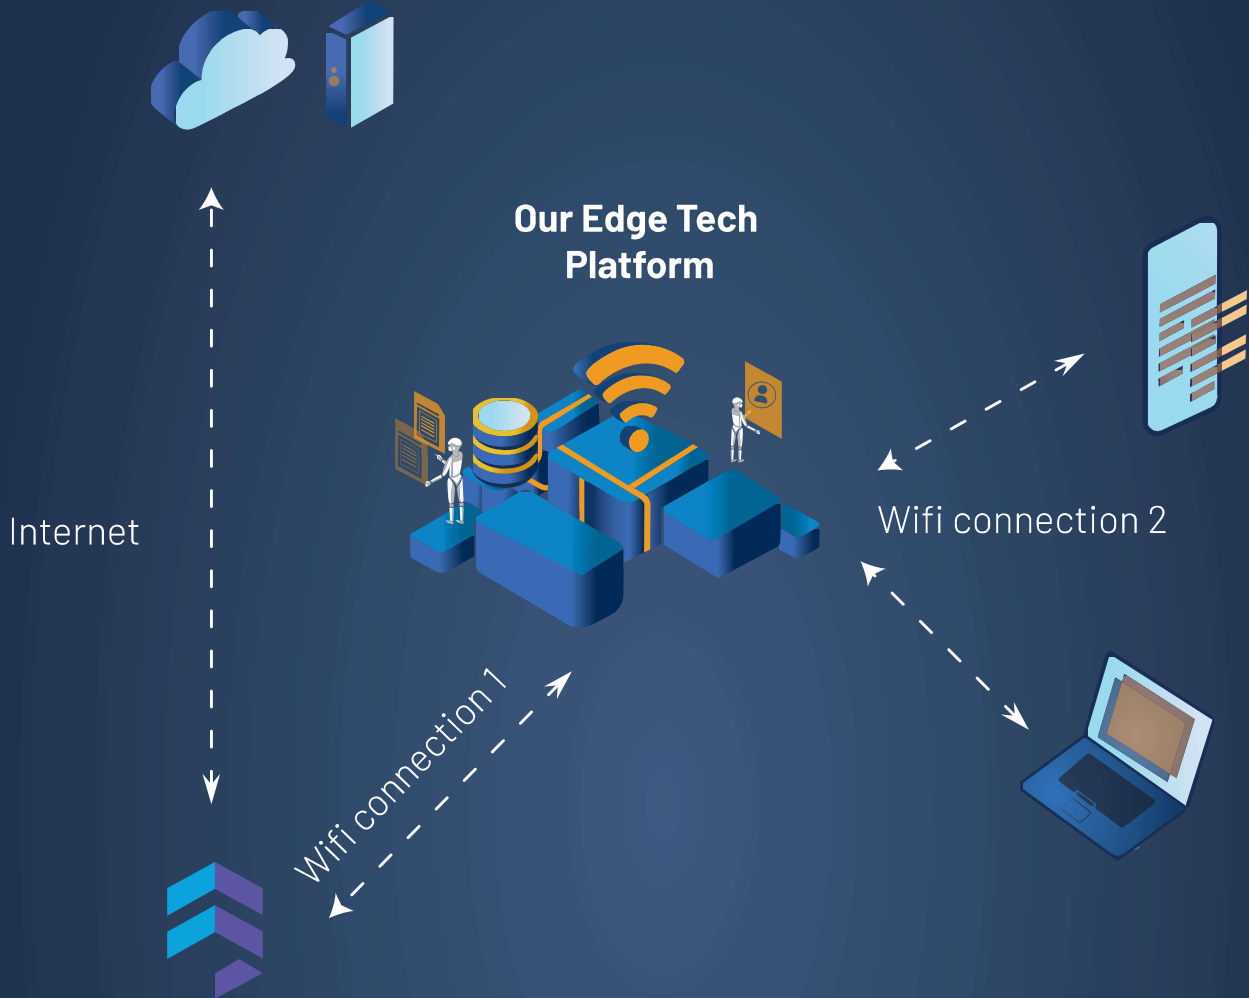 Our Edge Tech
Platform
Internet
Wifi connection 2
Wifi connection 1